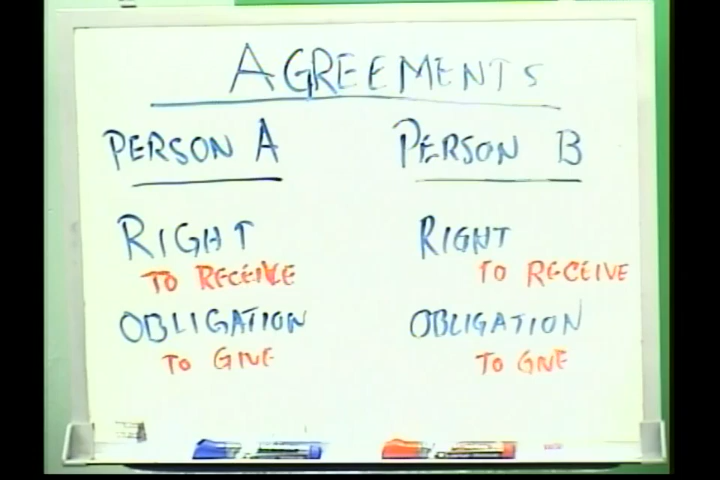 AGREEMENTS
PERSON A
PERSON B
RIGHT
TO RECEIVE
RIGHT
TO RECEIVE
OBLIGATION
TO GIVE
OBLIGATION
TO GIVE